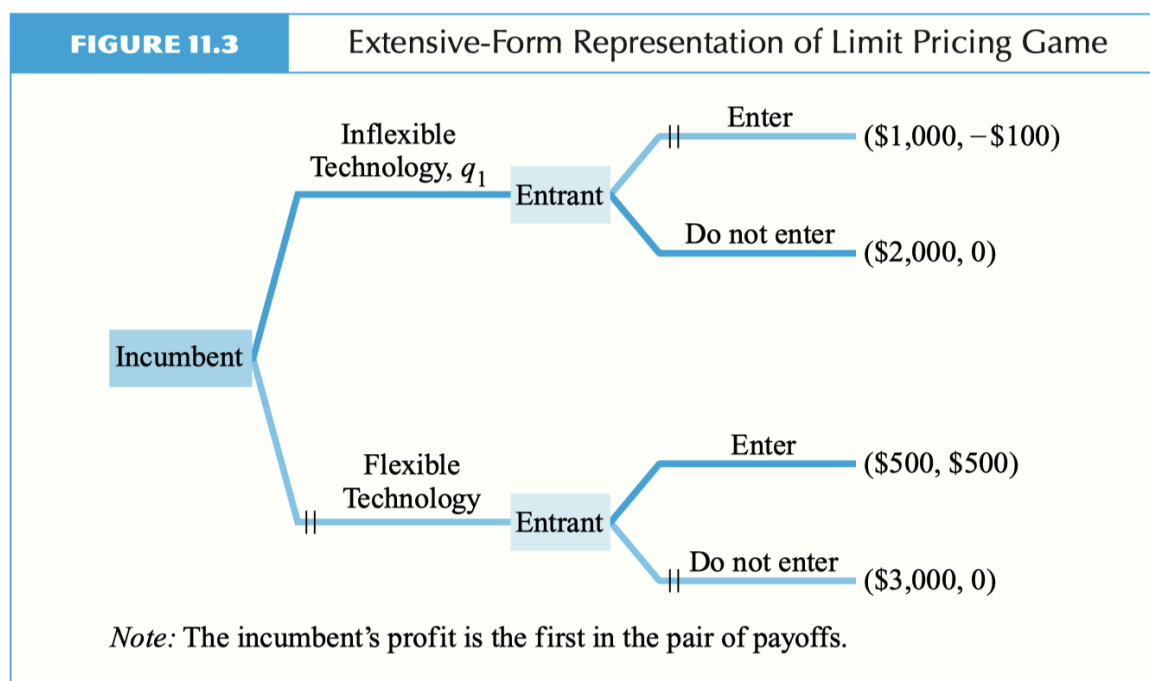 FIGURE 11.3
Extensive-Form Representation of Limit Pricing Game
Inflexible
Technology, q1
Entrant
Enter
($1,000, –$100)
Do not enter
($2,000, 0)
Incumbent
Flexible
Technology
Entrant
Enter
($500, $500)
Do not enter
($3,000, 0)
Note: The incumbent’s profit is the first in the pair of payoffs.